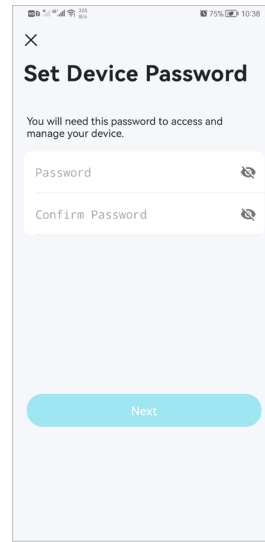 326
B/s
75% 10:38
Set Device Password
You will need this password to access and
manage your device.
Password
Confirm Password
Next